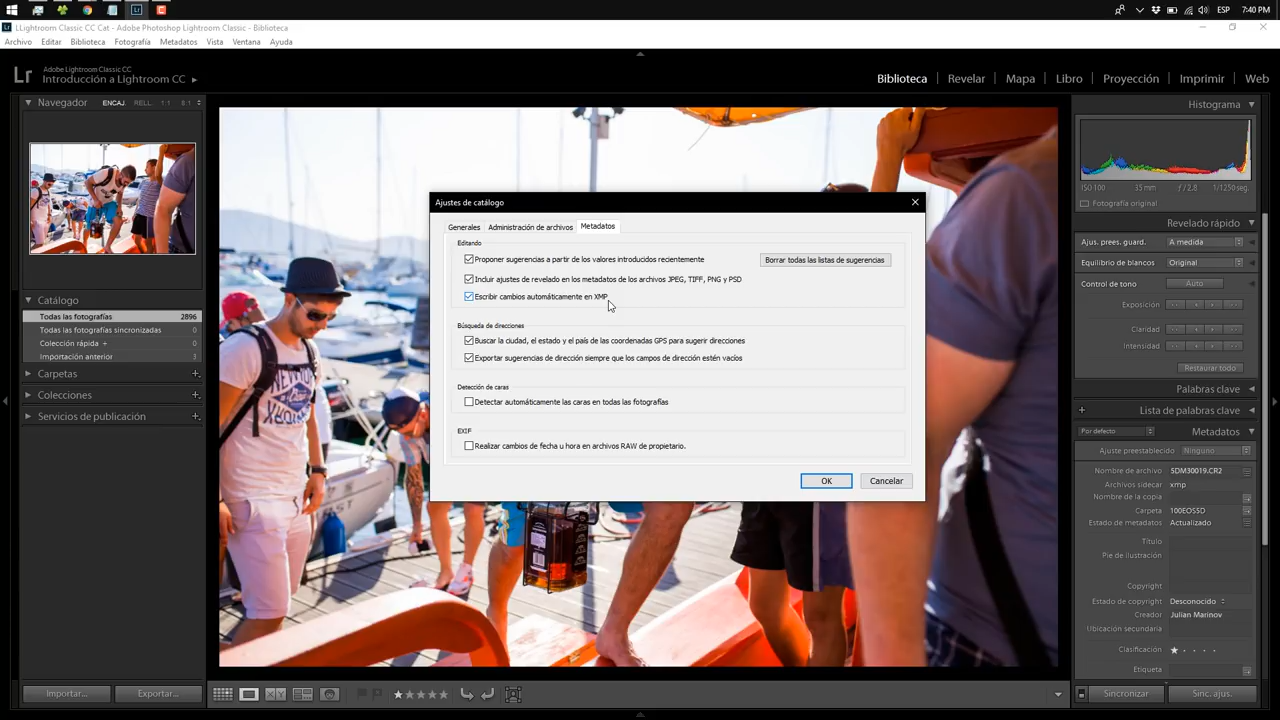 ESP
7:40 PM
LLightroom Classic CC Cat - Adobe Photoshop Lightroom Classic - Biblioteca
Archivo Editar Biblioteca Fotografía Metadatos Vista Ventana Ayuda
Lr
Adobe Lightroom Classic CC
Introducción a Lightroom CC
Biblioteca Revelar Mapa Libro Proyección Imprimir Web
Navegador ENCAJ. RELL. 1:1 8:1
Catálogo
Todas las fotografías 2896
Todas las fotografías sincronizadas 0
Colección rápida + 0
Importación anterior 3
Carpetas
Colecciones
Servicios de publicación
Importar...
Exportar...
Ajustes de catálogo
Generales Administración de archivos Metadatos
Editando
Proponer sugerencias a partir de los valores introducidos recientemente
Borrar todas las listas de sugerencias
Incluir ajustes de revelado en los metadatos de los archivos JPEG, TIFF, PNG y PSD
Escribir cambios automáticamente en XMP
Búsqueda de direcciones
Buscar la ciudad, el estado y el país de las coordenadas GPS para sugerir direcciones
Exportar sugerencias de dirección siempre que los campos de dirección estén vacíos
Detección de caras
Detectar automáticamente las caras en todas las fotografías
EXIF
Realizar cambios de fecha u hora en archivos RAW de propietario.
OK
Cancelar
Histograma
ISO 100 35 mm f / 2.8 1/1250 seg.
Fotografía original
Revelado rápido
Ajus. prees. guard. A medida
Equilibrio de blancos Original
Control de tono Auto
Exposición
Claridad
Intensidad
Restaurar todo
Palabras clave
Lista de palabras clave
Por defecto Metadatos
Ajuste preestablecido Ninguno
Nombre de archivo SDM30019.CR2
Archivos sidecar xmp
Nombre de la copia
Carpeta 100EOS5D
Estado de metadatos Actualizado
Título
Pie de ilustración
Copyright
Estado de copyright Desconocido
Creador Julian Marinov
Ubicación secundaria
Clasificación
Etiqueta
Sincronizar
Sinc. ajus.